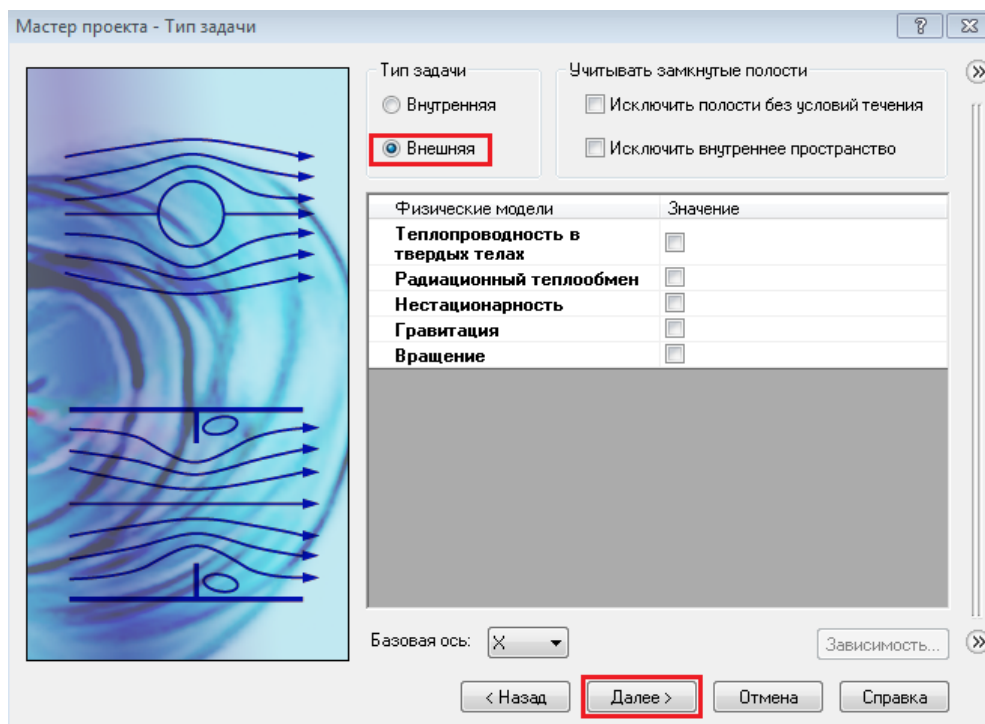 Мастер проекта - Тип задачи
Тип задачи
Учитывать замкнутые полости
Внутренняя
Исключить полости без условий течения
Внешняя
Исключить внутреннее пространство
Физические модели Значение
Теплопроводность в
твердых телах
Радиационный теплообмен
Нестационарность
Гравитация
Вращение
Базовая ось: X
Зависимость...
< Назад Далее > Отмена Справка